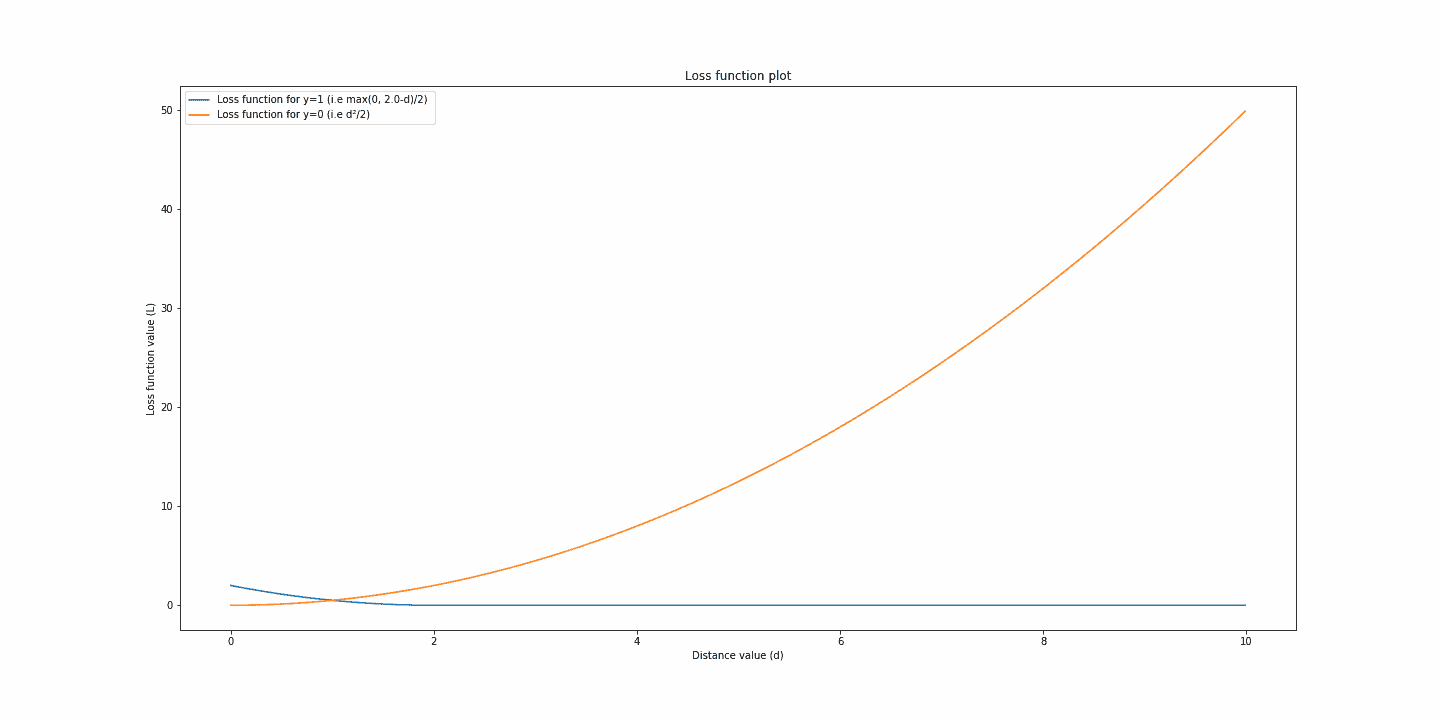 Loss function plot
Loss function for y=1 (i.e max(0, 2.0-d)/2)
Loss function for y=0 (i.e d²/2)
50
40
30
20
10
0
Loss function value (L)
0 2 4 6 8 10
Distance value (d)